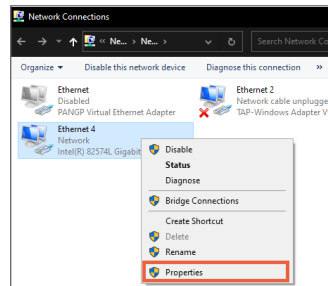 Network Connections
« Ne... › Ne... ›
Search Network Co
Organize
Disable this network device
Diagnose this connection
»
Ethernet
Disabled
PANGP Virtual Ethernet Adapter
Ethernet 2
Network cable unplugge
TAP-Windows Adapter V
Ethernet 4
Network
Intel(R) 82574L Gigabit
Disable
Status
Diagnose
Bridge Connections
Create Shortcut
Delete
Rename
Properties